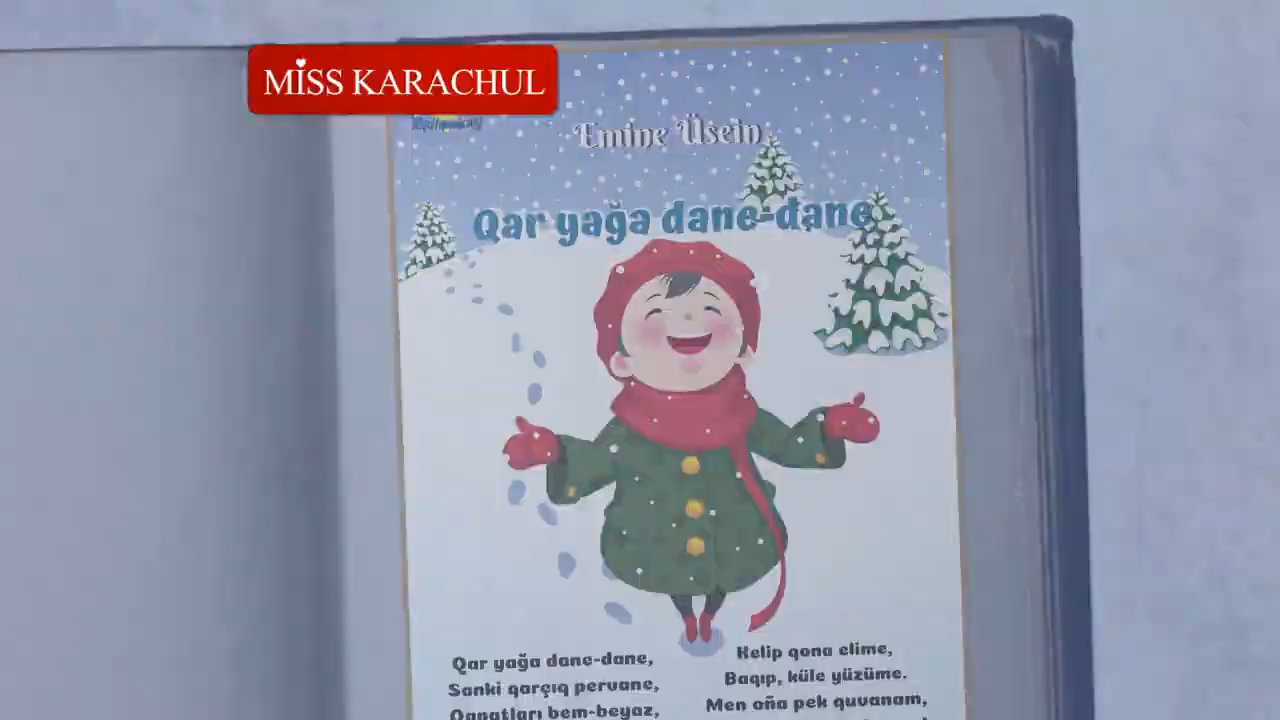 MISS KARACHUL
Emine Üsein
Qar yağa dane-dane
Qar yağa dane-dane,
Sanki qarçıq pervane,
Qanatları bem-beyaz,
Kelip qona elime,
Baqıp, küle yüzüme.
Men oña pek quvanam,